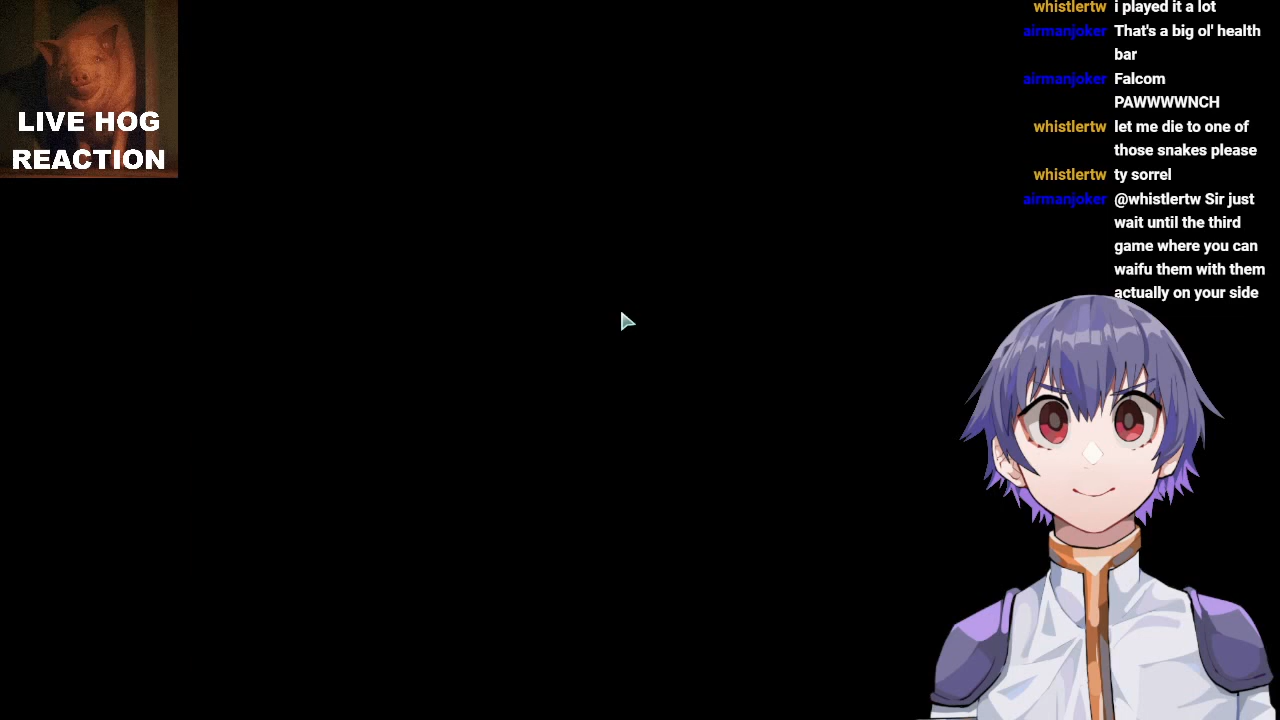 LIVE HOG
REACTION
whistlertw i played it a lot
airmanjoker That's a big ol' health
bar
airmanjoker Falcom
PAWWWWNCH
whistlertw let me die to one of
those snakes please
whistlertw ty sorrel
airmanjoker @whistlertw Sir just
wait until the third
game where you can
waifu them with them
actually on your side